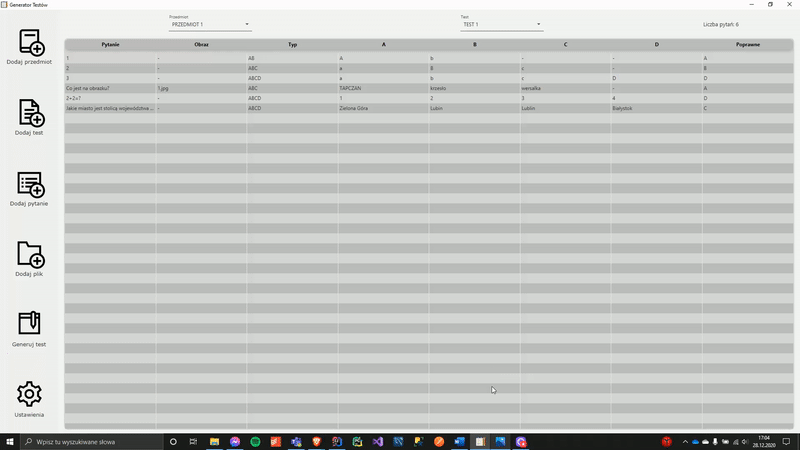 Generator Testów
Przedmiot
PRZEDMIOT 1
Test
TEST 1
Liczba pytań: 6
Dodaj przedmiot
Dodaj test
Dodaj pytanie
Dodaj plik
Generuj test
Ustawienia
Pytanie Obraz Typ A B C D Poprawne
1 - AB A b - - A
2 - ABC a B c - B
3 - ABCD a b c D D
Co jest na obrazku? 1.jpg ABC TAPCZAN krzesło wersalka - A
2+2=? - ABCD 1 2 3 4 D
Jakie miasto jest stolicą województwa ... - ABCD Zielona Góra Lubin Lublin Białystok C
Wpisz tu wyszukiwane słowa
17:04
28.12.2020